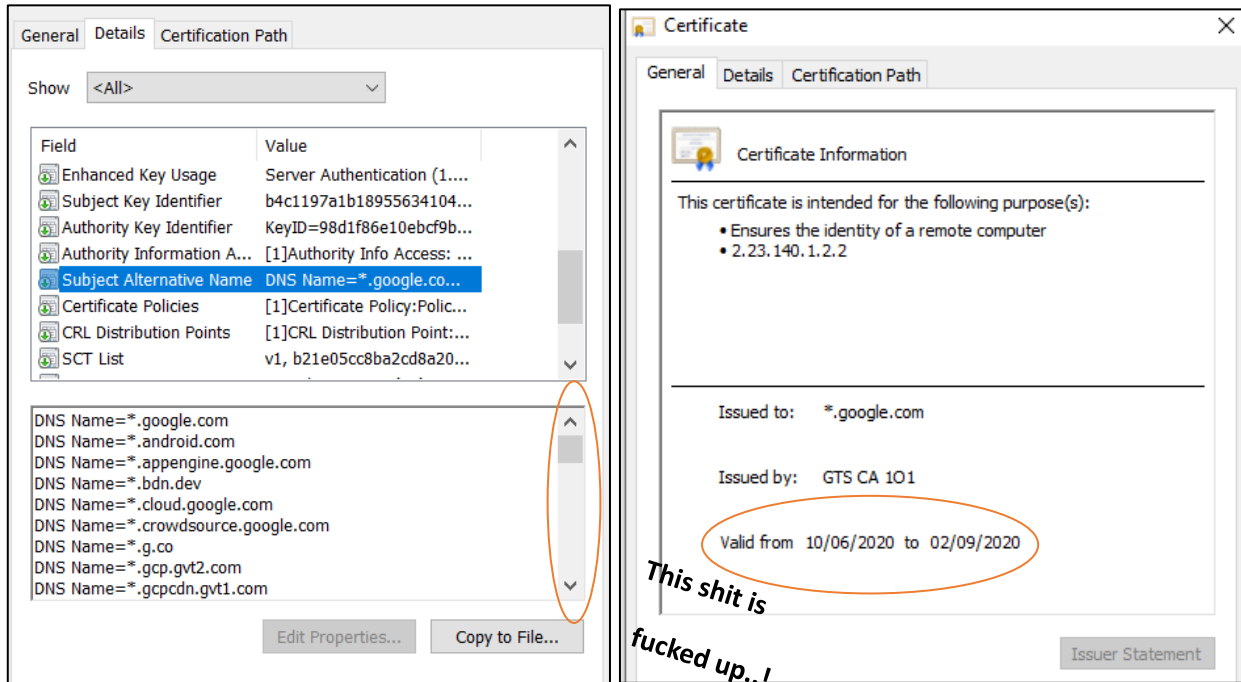 General Details Certification Path
Show <All>
Field Value
Enhanced Key Usage Server Authentication (1....
Subject Key Identifier b4c1197a1b18955634104...
Authority Key Identifier KeyID=98d1f86e10ebcf9b...
Authority Information A... [1]Authority Info Access: ...
Subject Alternative Name DNS Name=*.google.co...
Certificate Policies [1]Certificate Policy:Polic...
CRL Distribution Points [1]CRL Distribution Point:...
SCT List v1, b21e05cc8ba2cd8a20...
DNS Name=*.google.com
DNS Name=*.android.com
DNS Name=*.appengine.google.com
DNS Name=*.bdn.dev
DNS Name=*.cloud.google.com
DNS Name=*.crowdsource.google.com
DNS Name=*.g.co
DNS Name=*.gcp.gvt2.com
DNS Name=*.gcpcdn.gvt1.com
Edit Properties... Copy to File...
Certificate
General Details Certification Path
Certificate Information
This certificate is intended for the following purpose(s):
• Ensures the identity of a remote computer
• 2.23.140.1.2.2
Issued to: *.google.com
Issued by: GTS CA 1O1
Valid from 10/06/2020 to 02/09/2020
This shit is
fucked up..!
Issuer Statement